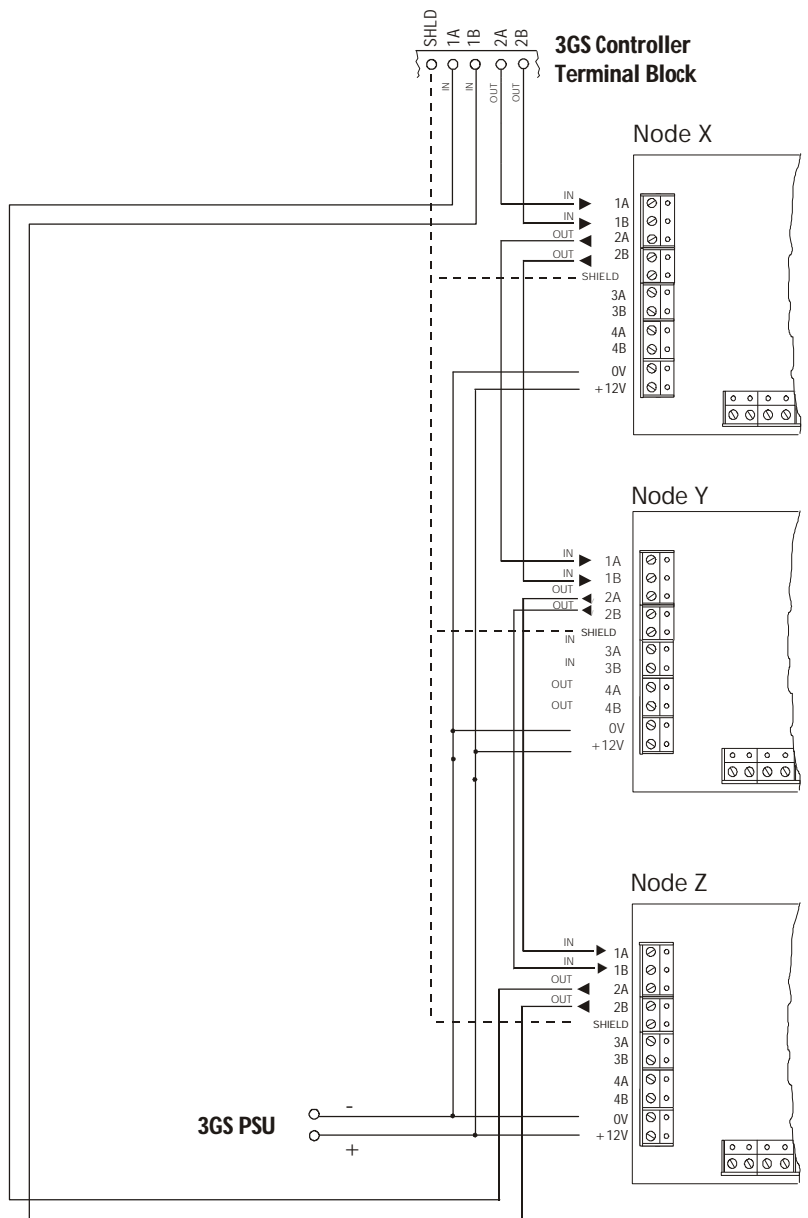 SHLD
1A
1B
2A
2B
3GS Controller
Terminal Block
IN
IN
OUT
OUT
Node X
IN
1A
IN
1B
OUT
2A
OUT
2B
SHIELD
3A
3B
4A
4B
0V
+12V
Node Y
IN
1A
IN
1B
OUT
2A
OUT
2B
SHIELD
IN
3A
IN
3B
OUT
4A
OUT
4B
0V
+12V
Node Z
IN
1A
IN
1B
OUT
2A
OUT
2B
SHIELD
3A
3B
4A
4B
0V
+12V
3GS PSU
-
+